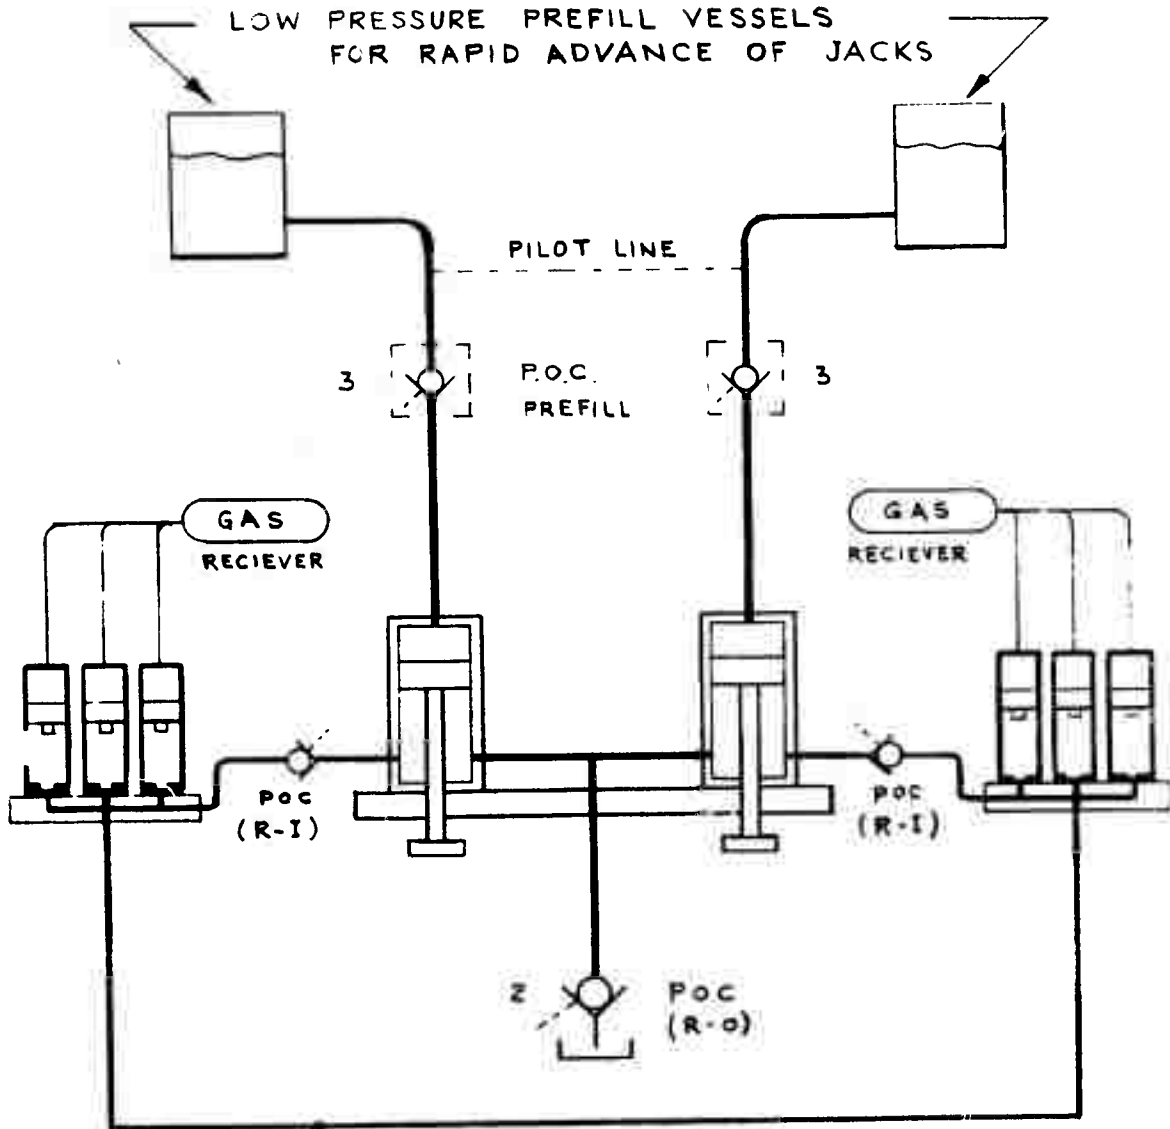 LOW PRESSURE PREFILL VESSELS
FOR RAPID ADVANCE OF JACKS
PILOT LINE
3
P.O.C.
PREFILL
3
GAS
RECIEVER
GAS
RECIEVER
POC
(R-I)
POC
(R-I)
2
POC
(R-O)